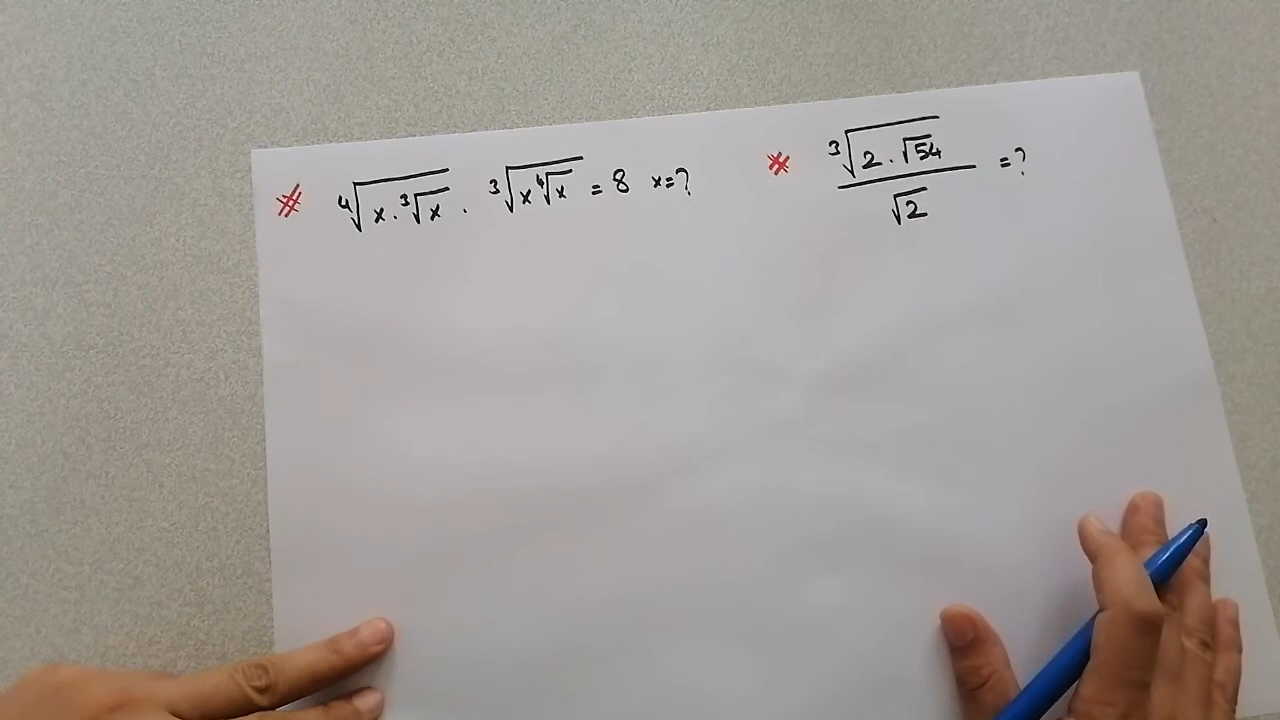 * ⁴√(x.³√x) . ³√(x⁴√x) = 8 x=?
* ³√(2.√54) / √2 = ?